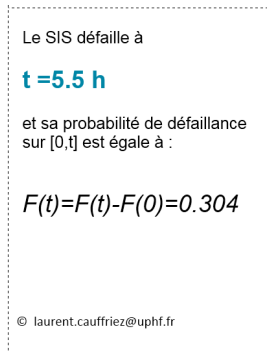 Le SIS défaille à
t =5.5 h
et sa probabilité de défaillance
sur [0,t] est égale à :
F(t)=F(t)-F(0)=0.304
© laurent.cauffriez@uphf.fr